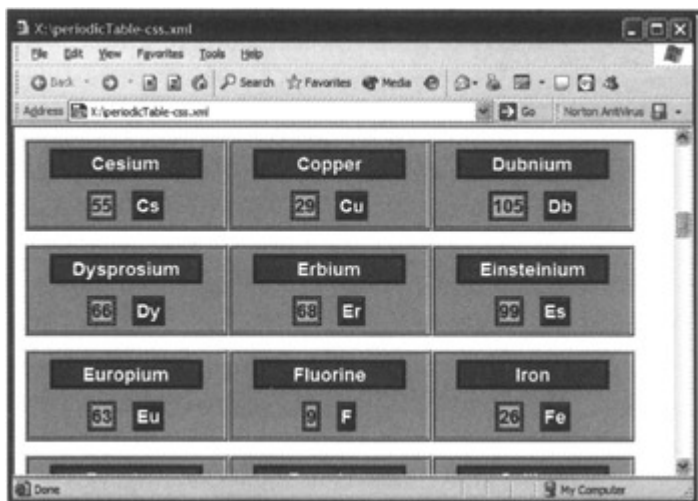 X:\periodicTable-css.xml
File Edit View Favorites Tools Help
Back Search Favorites Media
Address X:\periodicTable-css.xml Go Norton AntiVirus
Cesium Copper Dubnium
55 Cs 29 Cu 105 Db
Dysprosium Erbium Einsteinium
66 Dy 68 Er 99 Es
Europium Fluorine Iron
63 Eu 9 F 26 Fe
Done My Computer